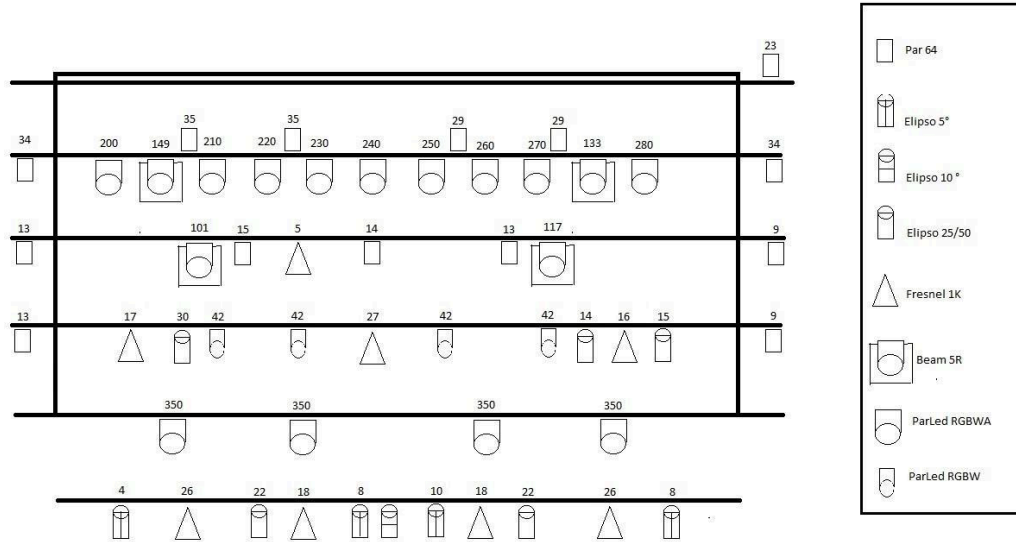 23
35 35 29 29
34 200 149 210 220 230 240 250 260 270 133 280 34
13 101 15 5 14 13 117 9
13 17 30 42 42 27 42 42 14 16 15 9
350 350 350 350
4 26 22 18 8 10 18 22 26 8
Par 64
Elipso 5°
Elipso 10 °
Elipso 25/50
Fresnel 1K
Beam 5R
ParLed RGBWA
ParLed RGBW